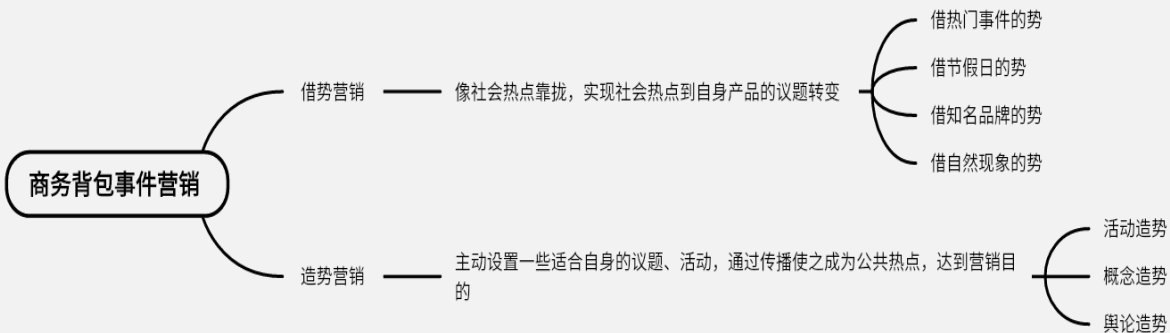 商务背包事件营销
借势营销
像社会热点靠拢，实现社会热点到自身产品的议题转变
借热门事件的势
借节假日的势
借知名品牌的势
借自然现象的势
造势营销
主动设置一些适合自身的议题、活动，通过传播使之成为公共热点，达到营销目
的
活动造势
概念造势
舆论造势